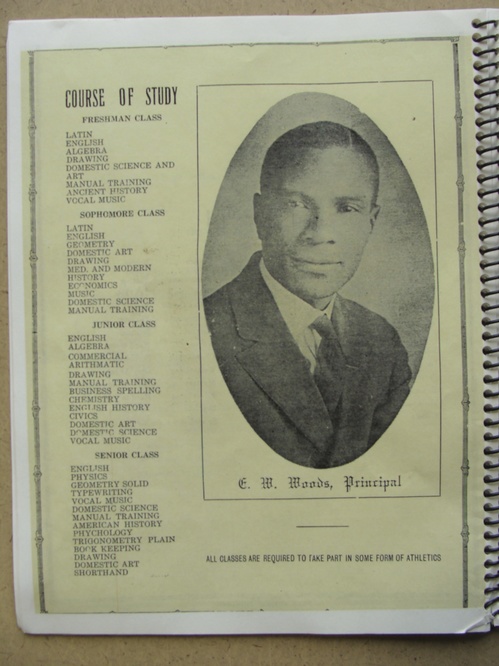 COURSE OF STUDY
FRESHMAN CLASS
LATIN
ENGLISH
ALGEBRA
DRAWING
DOMESTIC SCIENCE AND
ART
MANUAL TRAINING
ANCIENT HISTORY
VOCAL MUSIC
SOPHOMORE CLASS
LATIN
ENGLISH
GEOMETRY
DOMESTIC ART
DRAWING
MED. AND MODERN
HISTORY
ECONOMICS
MUSIC
DOMESTIC SCIENCE
MANUAL TRAINING
JUNIOR CLASS
ENGLISH
ALGEBRA
COMMERCIAL
ARITHMATIC
DRAWING
MANUAL TRAINING
BUSINESS SPELLING
CHEMISTRY
ENGLISH HISTORY
CIVICS
DOMESTIC ART
DOMESTIC SCIENCE
VOCAL MUSIC
SENIOR CLASS
ENGLISH
PHYSICS
GEOMETRY SOLID
TYPEWRITING
VOCAL MUSIC
DOMESTIC SCIENCE
MANUAL TRAINING
AMERICAN HISTORY
PHYCHOLOGY
TRIGONOMETRY PLAIN
BOOK KEEPING
DRAWING
DOMESTIC ART
SHORTHAND
E. W. Woods, Principal
ALL CLASSES ARE REQUIRED TO TAKE PART IN SOME FORM OF ATHLETICS